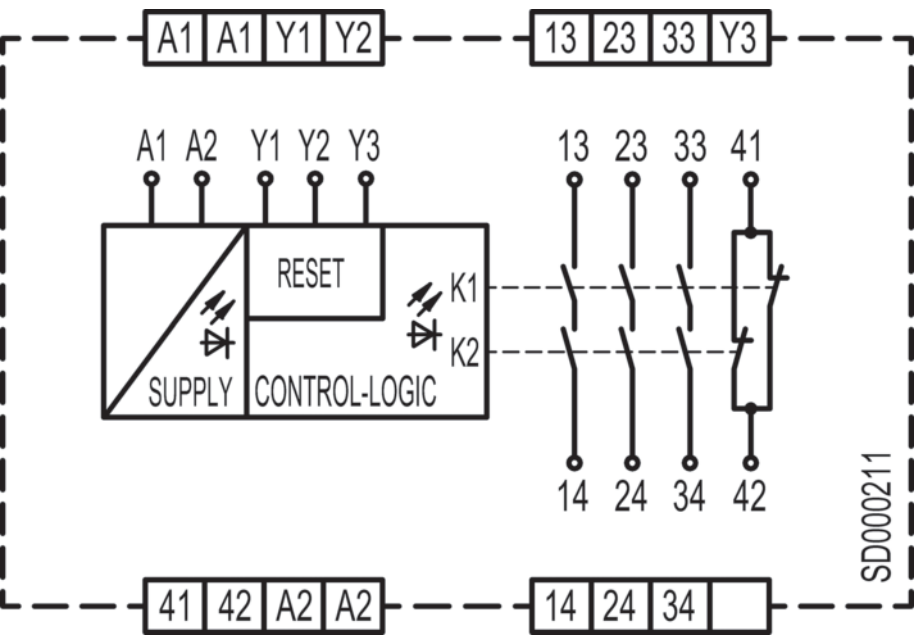 A1 A1 Y1 Y2 13 23 33 Y3
A1 A2 Y1 Y2 Y3 13 23 33 41
RESET
K1
K2
SUPPLY CONTROL-LOGIC
14 24 34 42
SD000211
41 42 A2 A2 14 24 34